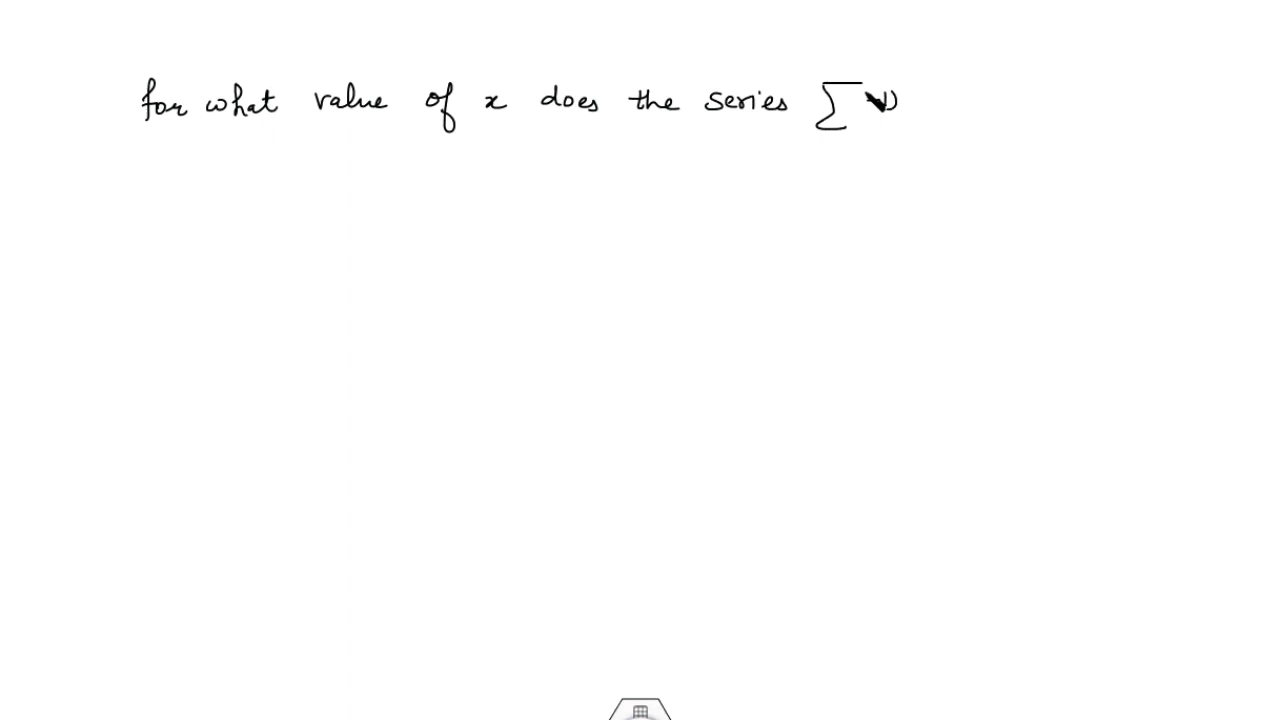 for what value of x does the series ∑